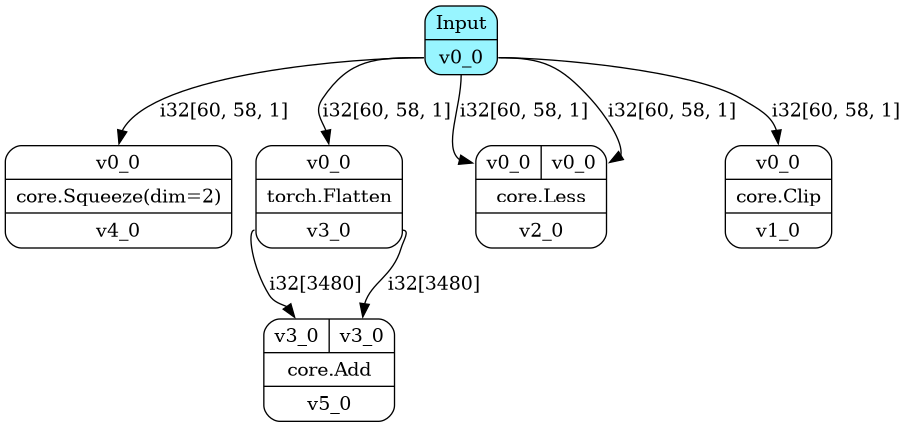 Input
v0_0
i32[60, 58, 1] i32[60, 58, 1] i32[60, 58, 1] i32[60, 58, 1] i32[60, 58, 1]
v0_0 v0_0 v0_0 v0_0 v0_0
core.Squeeze(dim=2) torch.Flatten core.Less core.Clip
v4_0 v3_0 v2_0 v1_0
i32[3480] i32[3480]
v3_0 v3_0
core.Add
v5_0